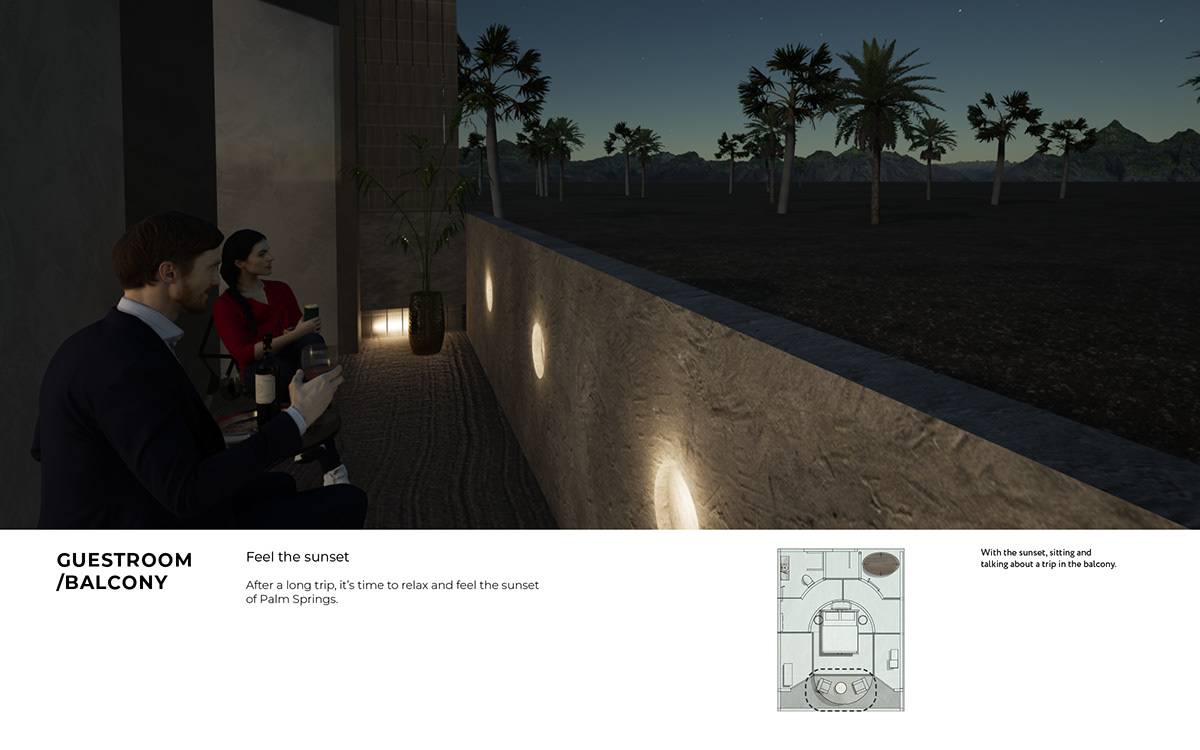 GUESTROOM
/BALCONY
Feel the sunset
After a long trip, it's time to relax and feel the sunset
of Palm Springs.
With the sunset, sitting and
talking about a trip in the balcony.